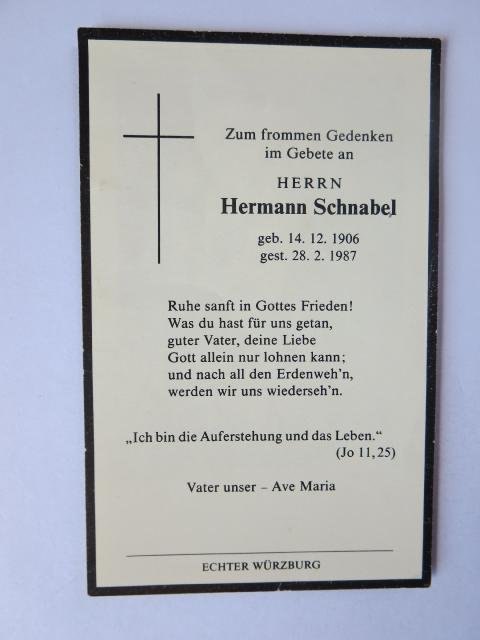 Zum frommen Gedenken
im Gebete an
HERRN
Hermann Schnabel
geb. 14. 12. 1906
gest. 28. 2. 1987
Ruhe sanft in Gottes Frieden!
Was du hast für uns getan,
guter Vater, deine Liebe
Gott allein nur lohnen kann;
und nach all den Erdenweh'n,
werden wir uns wiederseh'n.
„Ich bin die Auferstehung und das Leben.“
(Jo 11,25)
Vater unser – Ave Maria
ECHTER WÜRZBURG